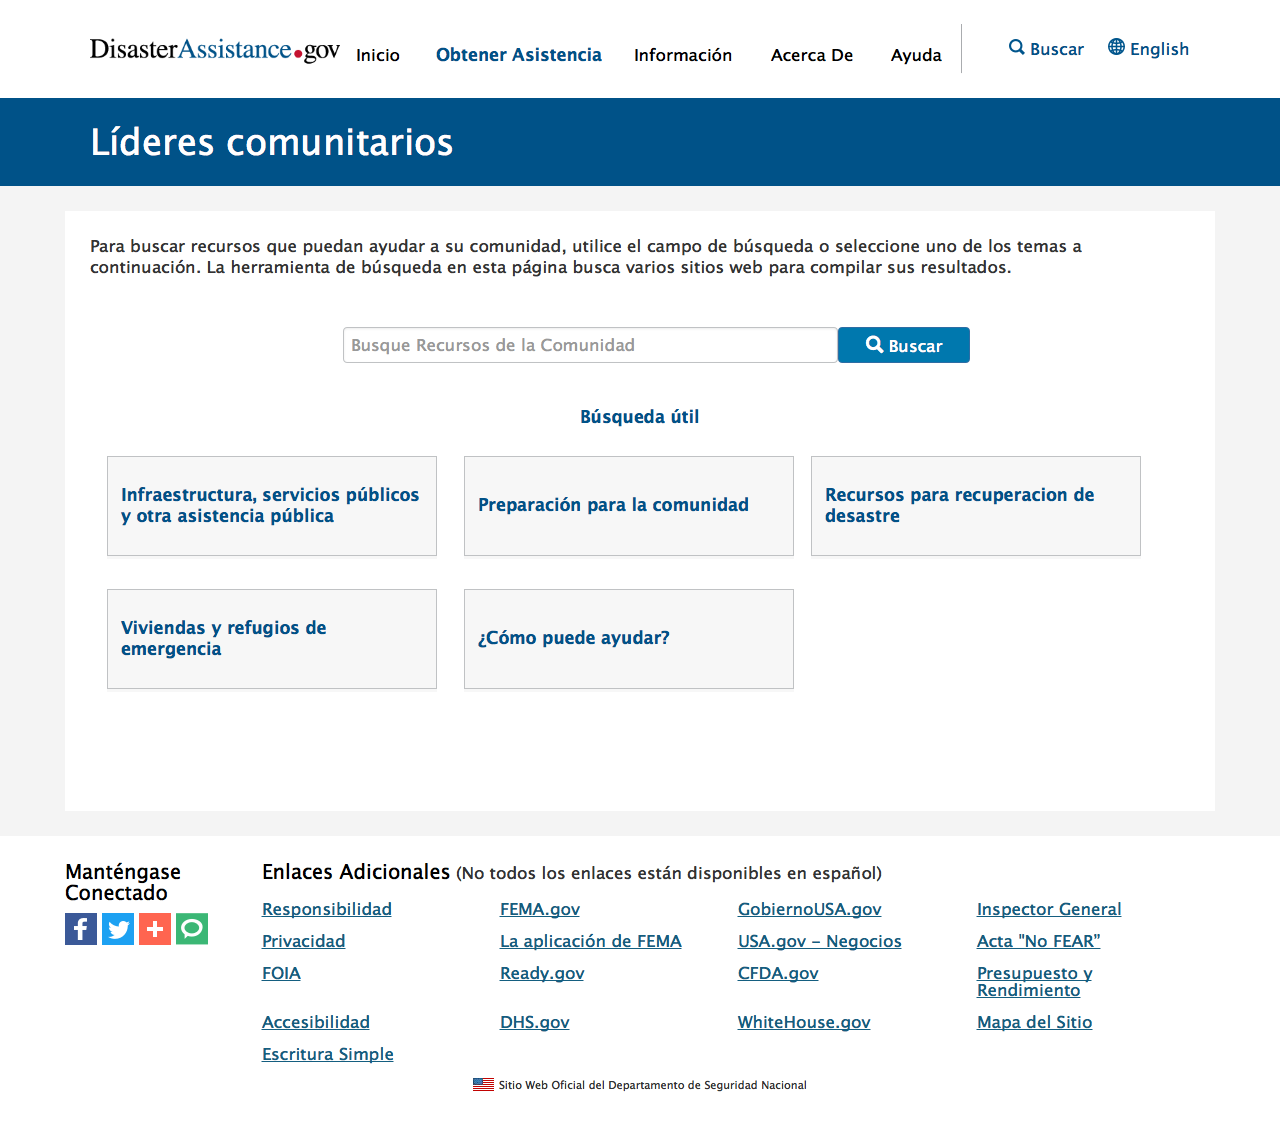 DisasterAssistance.gov
Inicio
Obtener Asistencia
Información
Acerca De
Ayuda
Buscar
English
Líderes comunitarios
Para buscar recursos que puedan ayudar a su comunidad, utilice el campo de búsqueda o seleccione uno de los temas a
continuación. La herramienta de búsqueda en esta página busca varios sitios web para compilar sus resultados.
Busque Recursos de la Comunidad
Buscar
Búsqueda útil
Infraestructura, servicios públicos
y otra asistencia pública
Preparación para la comunidad
Recursos para recuperacion de
desastre
Viviendas y refugios de
emergencia
¿Cómo puede ayudar?
Manténgase
Conectado
Enlaces Adicionales (No todos los enlaces están disponibles en español)
Responsibilidad
FEMA.gov
GobiernoUSA.gov
Inspector General
Privacidad
La aplicación de FEMA
USA.gov – Negocios
Acta "No FEAR”
FOIA
Ready.gov
CFDA.gov
Presupuesto y
Rendimiento
Accesibilidad
DHS.gov
WhiteHouse.gov
Mapa del Sitio
Escritura Simple
Sitio Web Oficial del Departamento de Seguridad Nacional